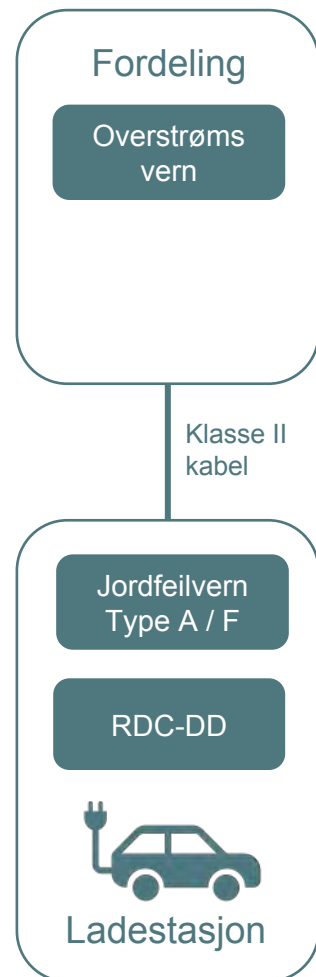 Fordeling
Overstrøms
vern
Klasse II
kabel
Jordfeilvern
Type A / F
RDC-DD
Ladestasjon